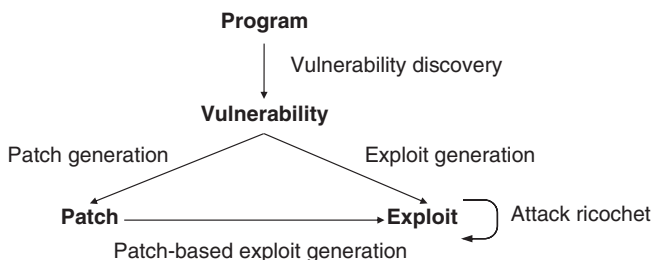 Program
Vulnerability discovery
Vulnerability
Patch generation
Exploit generation
Patch
Exploit
Attack ricochet
Patch-based exploit generation